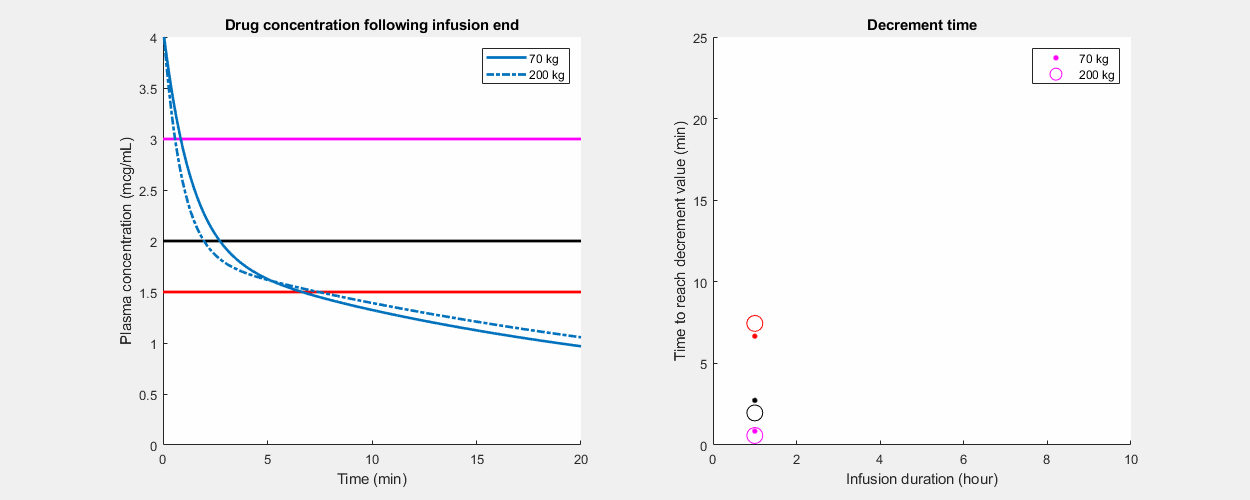 Drug concentration following infusion end
4
3.5
3
2.5
2
1.5
1
0.5
0
Plasma concentration (mcg/mL)
70 kg
200 kg
0 5 10 15 20
Time (min)
Decrement time
25
20
15
10
5
0
Time to reach decrement value (min)
70 kg
200 kg
0 2 4 6 8 10
Infusion duration (hour)